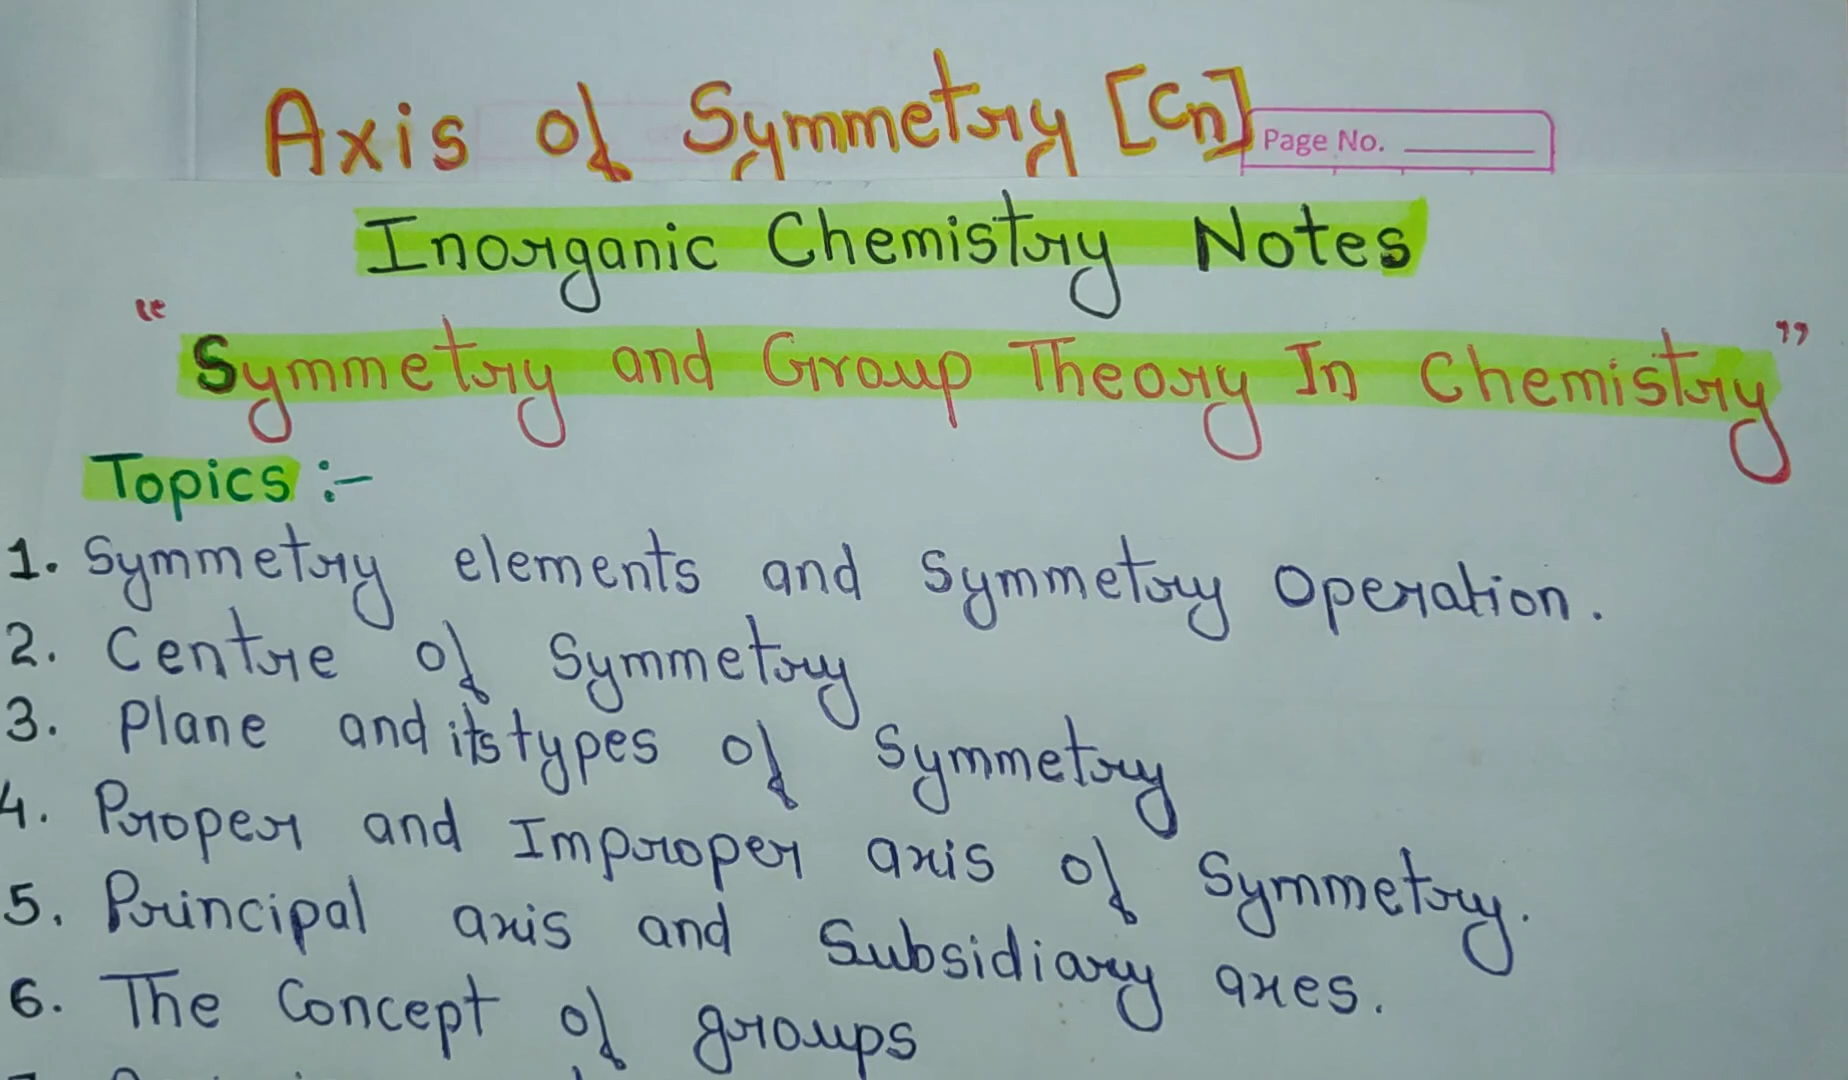 Axis of Symmetry [Cn]
Page No.
Inorganic Chemistry Notes
"Symmetry and Group Theory In Chemistry"
Topics :-
1. Symmetry elements and Symmetry Operation.
2. Centre of Symmetry
3. Plane and its types of Symmetry
4. Proper and Improper axis of Symmetry.
5. Principal axis and Subsidiary axes.
6. The Concept of groups